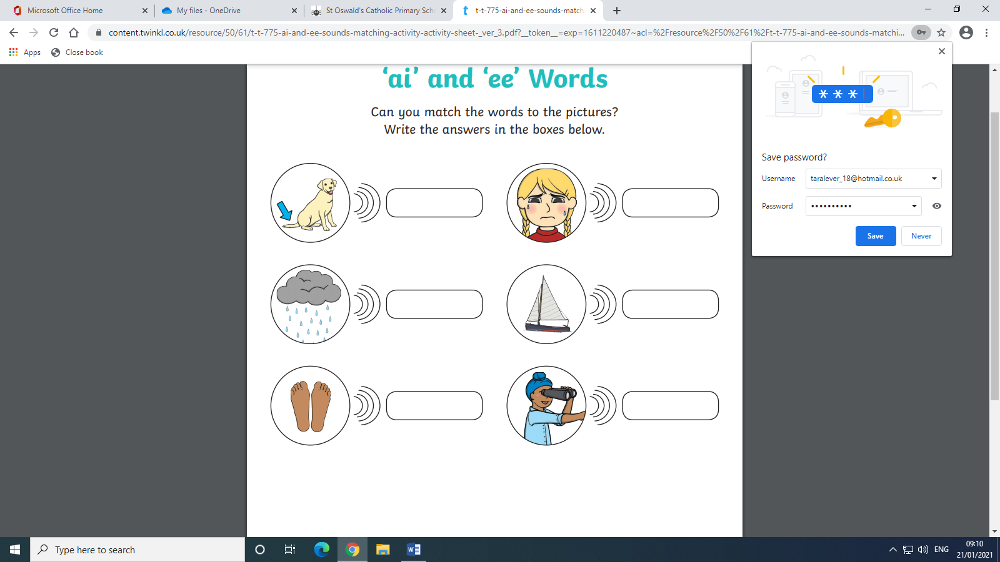 Microsoft Office Home
My files - OneDrive
St Oswald's Catholic Primary Sch
t-t-775-ai-and-ee-sounds-match
content.twinkl.co.uk/resource/50/61/t-t-775-ai-and-ee-sounds-matching-activity-activity-sheet-_ver_3.pdf?__token__=exp=1611220487~acl=%2Fresource%2F50%2F61%2Ft-t-775-ai-and-ee-sounds-matchi...
Apps
Close book
‘ai’ and ‘ee’ Words
Can you match the words to the pictures?
Write the answers in the boxes below.
***
Save password?
Username taralever_18@hotmail.co.uk
Password ••••••••••
Save Never
Type here to search
ENG
09:10
21/01/2021